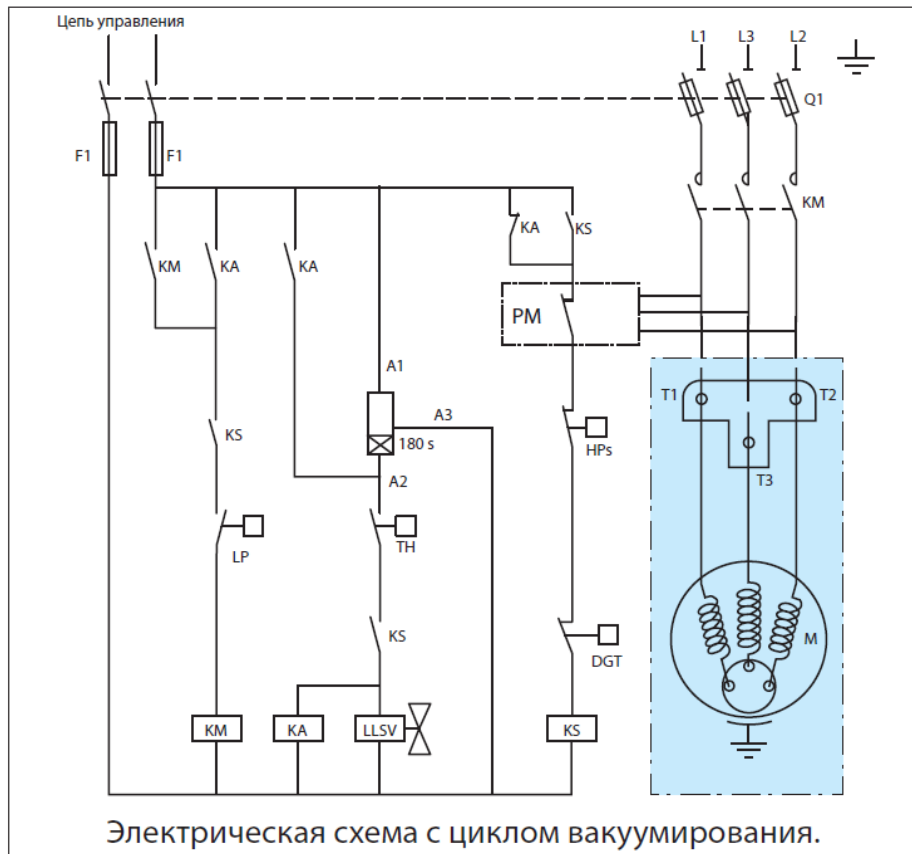 Цепь управления
L1 L3 L2
Q1
F1 F1
KM
KA KS
KM KA KA
PM
A1
T1 T2
A3
KS 180 s HPs
A2 T3
LP TH
KS M
DGT
KM KA LLSV KS
Электрическая схема с циклом вакуумирования.